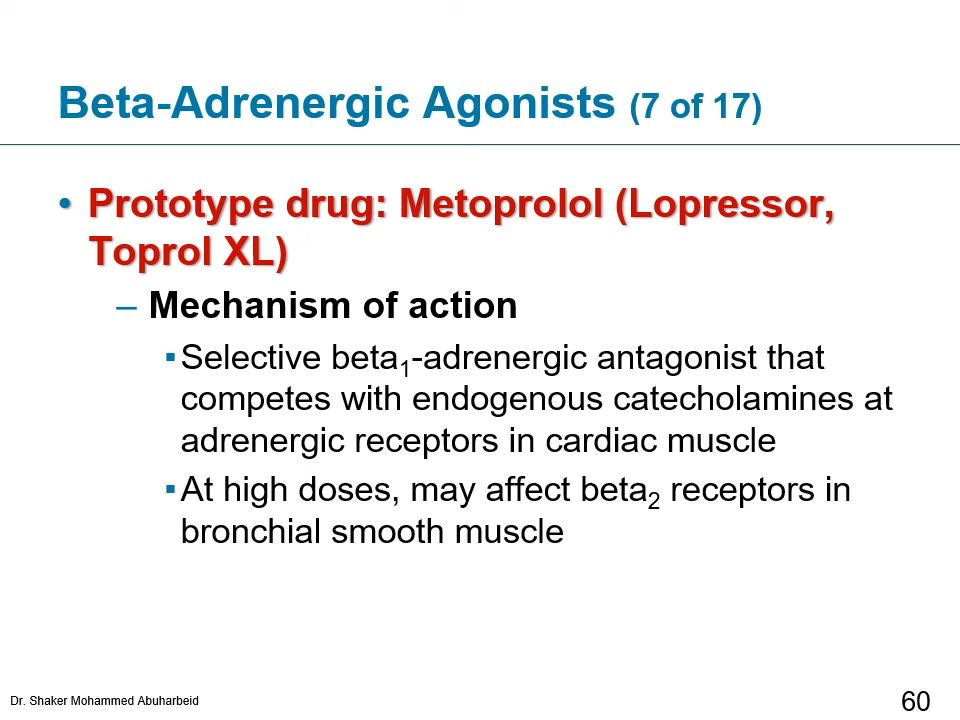 Beta-Adrenergic Agonists (7 of 17)
• Prototype drug: Metoprolol (Lopressor,
Toprol XL)
– Mechanism of action
▪ Selective beta₁-adrenergic antagonist that
competes with endogenous catecholamines at
adrenergic receptors in cardiac muscle
▪ At high doses, may affect beta₂ receptors in
bronchial smooth muscle
Dr. Shaker Mohammed Abuharbeid
60